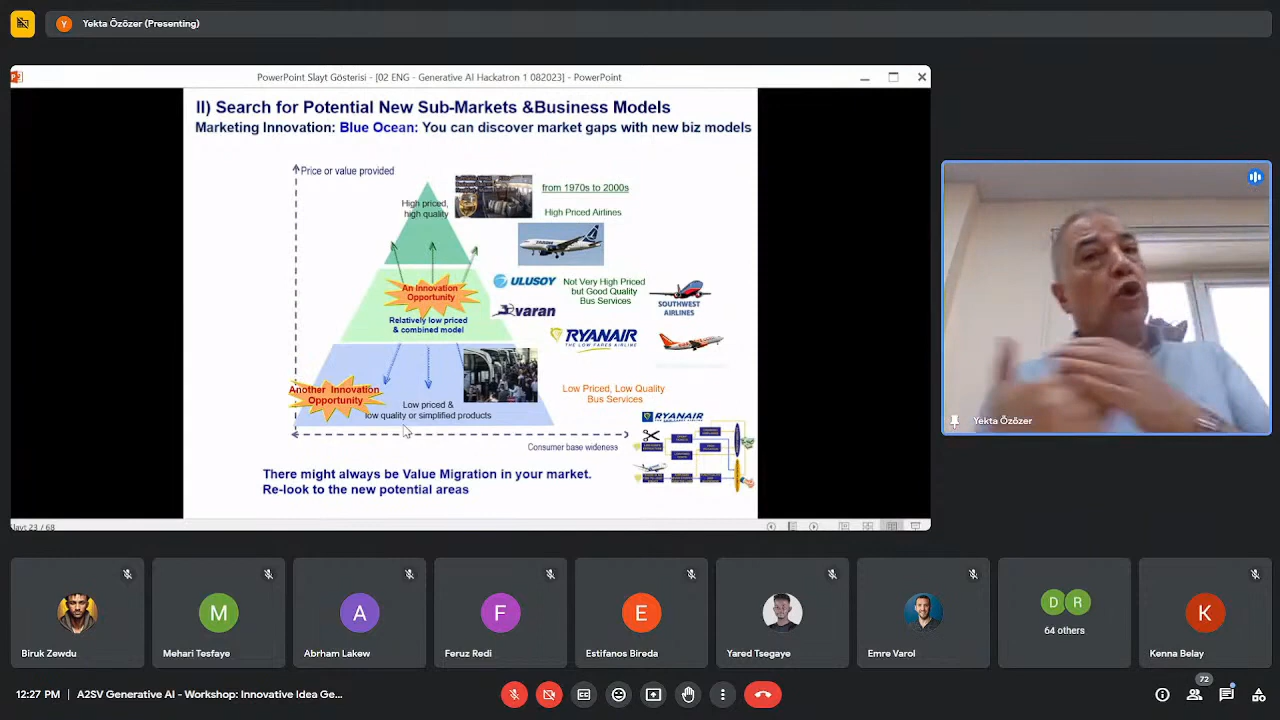 Y
Yekta Özözer (Presenting)
PowerPoint Slayt Gösterisi - [02 ENG - Generative AI Hackatron 1 082023] - PowerPoint
II) Search for Potential New Sub-Markets &Business Models
Marketing Innovation: Blue Ocean: You can discover market gaps with new biz models
Price or value provided
High priced,
high quality
from 1970s to 2000s
High Priced Airlines
An Innovation
Opportunity
Relatively low priced
& combined model
ULUSOY
varan
Not Very High Priced
but Good Quality
Bus Services
SOUTHWEST
AIRLINES
RYANAIR
THE LOW FARES AIRLINE
Another Innovation
Opportunity
Low priced &
low quality or simplified products
Low Priced, Low Quality
Bus Services
RYANAIR
Consumer base wideness
There might always be Value Migration in your market.
Re-look to the new potential areas
layt 23 / 68
Yekta Özözer
Biruk Zewdu
M
Mehari Tesfaye
A
Abrham Lakew
F
Feruz Redi
E
Estifanos Bireda
Yared Tsegaye
Emre Varol
D R
64 others
K
Kenna Belay
12:27 PM | A2SV Generative AI - Workshop: Innovative Idea Ge...
72